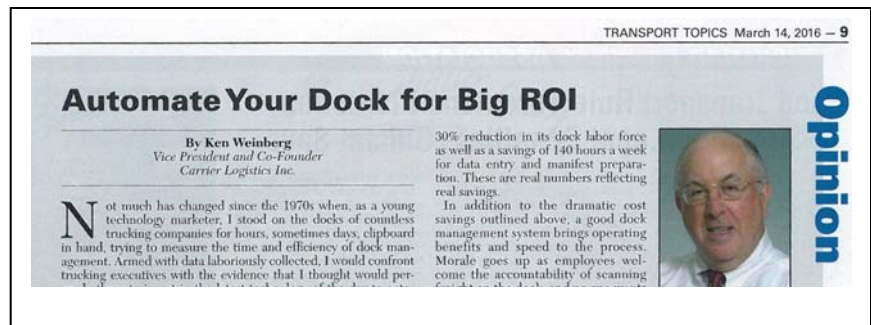 TRANSPORT TOPICS March 14, 2016 — 9
Opinion
Automate Your Dock for Big ROI
By Ken Weinberg
Vice President and Co-Founder
Carrier Logistics Inc.
Not much has changed since the 1970s when, as a young
technology marketer, I stood on the docks of countless
trucking companies for hours, sometimes days, clipboard
in hand, trying to measure the time and efficiency of dock man-
agement. Armed with data laboriously collected, I would confront
trucking executives with the evidence that I thought would per-
30% reduction in its dock labor force
as well as a savings of 140 hours a week
for data entry and manifest prepara-
tion. These are real numbers reflecting
real savings.
In addition to the dramatic cost
savings outlined above, a good dock
management system brings operating
benefits and speed to the process.
Morale goes up as employees wel-
come the accountability of scanning